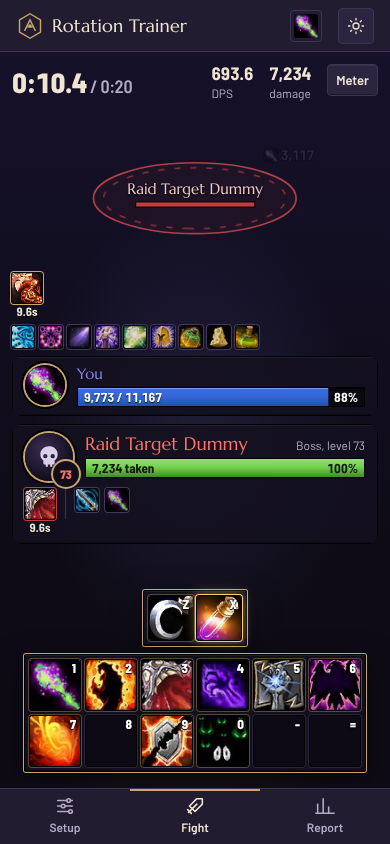 Rotation Trainer
0:10.4 / 0:20
693.6
DPS
7,234
damage
Meter
3,117
Raid Target Dummy
9.6s
You
9,773 / 11,167
88%
Raid Target Dummy
Boss, level 73
73
7,234 taken
100%
9.6s
Z
X
1
2
3
4
5
6
7
8
9
0
-
=
Setup
Fight
Report